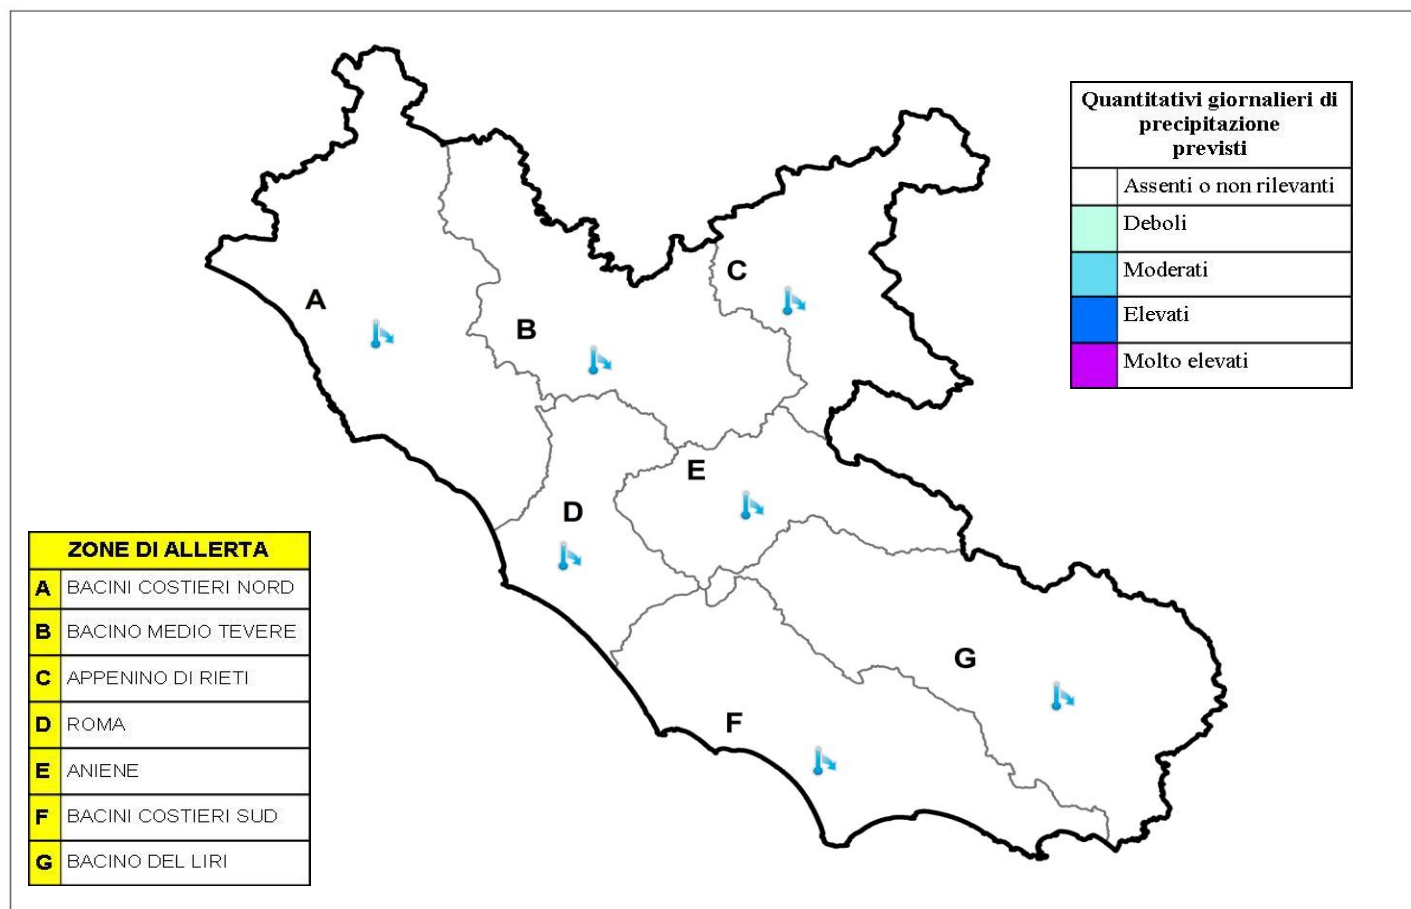 Quantitativi giornalieri di
precipitazione
previsti
Assenti o non rilevanti
Deboli
Moderati
Elevati
Molto elevati
C
A
B
E
D
G
F
ZONE DI ALLERTA
A BACINI COSTIERI NORD
B BACINO MEDIO TEVERE
C APPENINO DI RIETI
D ROMA
E ANIENE
F BACINI COSTIERI SUD
G BACINO DEL LIRI